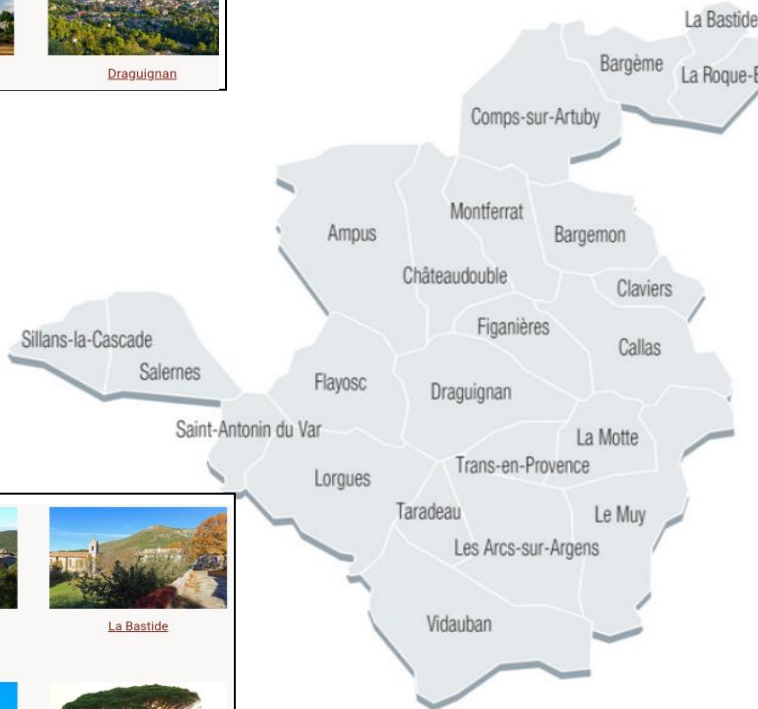 Draguignan
La Bastide
Bargème
La Roque-E
Comps-sur-Artuby
Montferrat
Ampus
Bargemon
Châteaudouble
Claviers
Figanières
Sillans-la-Cascade
Callas
Salernes
Flayosc
Draguignan
Saint-Antonin du Var
La Motte
Trans-en-Provence
Lorgues
Taradeau
Le Muy
Les Arcs-sur-Argens
La Bastide
Vidauban